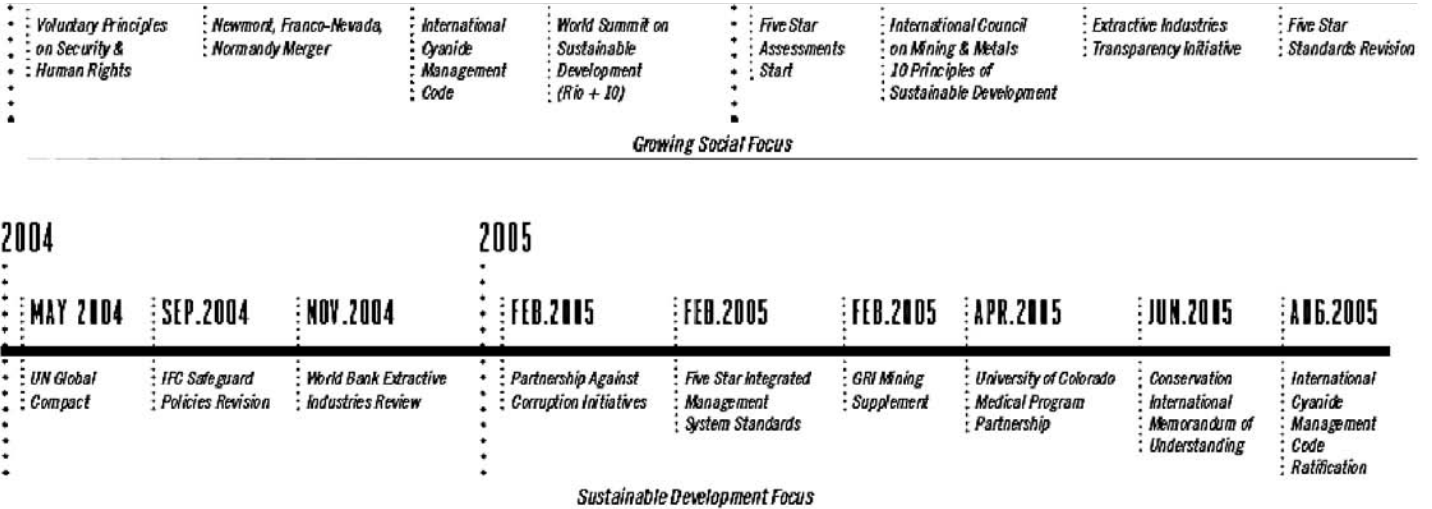 Voluntary Principles
on Security &
Human Rights
Newmont, Franco-Nevada,
Normandy Merger
International
Cyanide
Management
Code
World Summit on
Sustainable
Development
(Rio + 10)
Five Star
Assessments
Start
International Council
on Mining & Metals
10 Principles of
Sustainable Development
Extractive Industries
Transparency Initiative
Five Star
Standards Revision
Growing Social Focus
2004
2005
MAY 2004
SEP.2004
NOV.2004
FEB.2005
FEB.2005
FEB.2005
APR.2005
JUN.2005
AUG.2005
UN Global
Compact
IFC Safeguard
Policies Revision
World Bank Extractive
Industries Review
Partnership Against
Corruption Initiatives
Five Star Integrated
Management
System Standards
GRI Mining
Supplement
University of Colorado
Medical Program
Partnership
Conservation
International
Memorandum of
Understanding
International
Cyanide
Management
Code
Ratification
Sustainable Development Focus